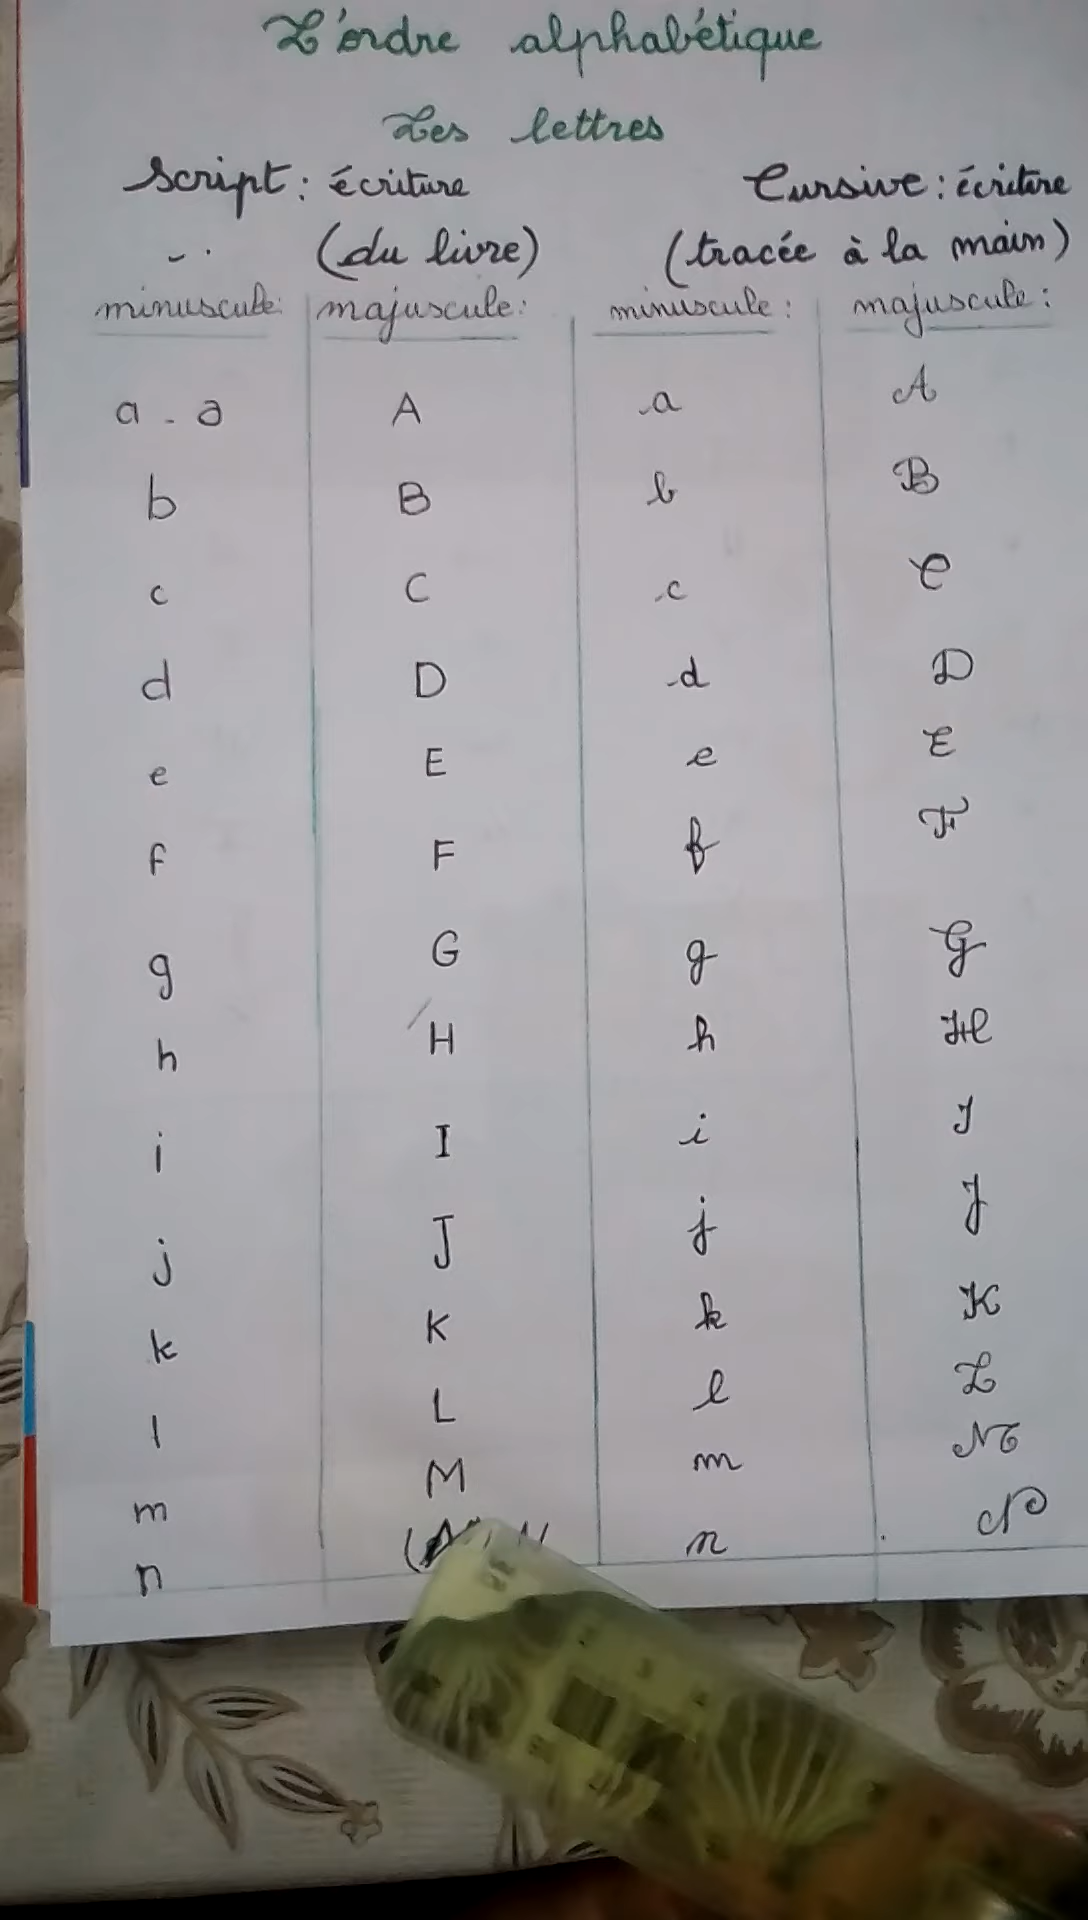 L'ordre alphabétique
Les lettres
Script : écriture Cursive : écriture
(du livre) (tracée à la main)
minuscule: majuscule: minuscule: majuscule:
a - a A a A
b B b B
c C c C
d D d D
e E e E
f F f F
g G g G
h H h H
i I i I
j J j J
k K k K
l L l L
m M m M
n n N